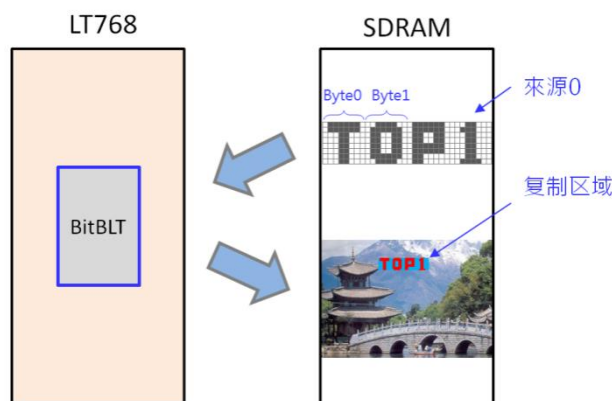 LT768
SDRAM
Byte0 Byte1
來源0
TOP1
复制区域
BitBLT
TOP1